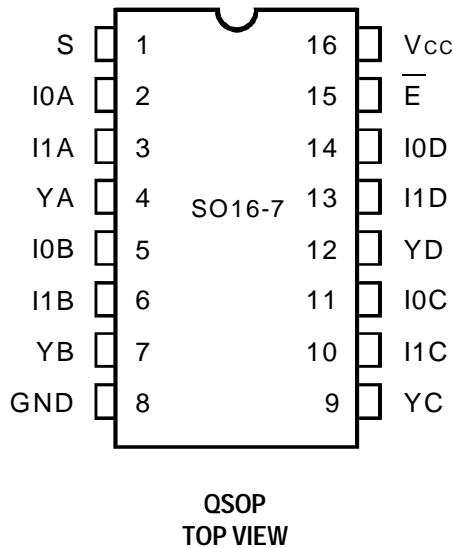 S 1 16 Vcc
I0A 2 15 E̅
I1A 3 14 I0D
YA 4 SO16-7 13 I1D
I0B 5 12 YD
I1B 6 11 I0C
YB 7 10 I1C
GND 8 9 YC
QSOP
TOP VIEW